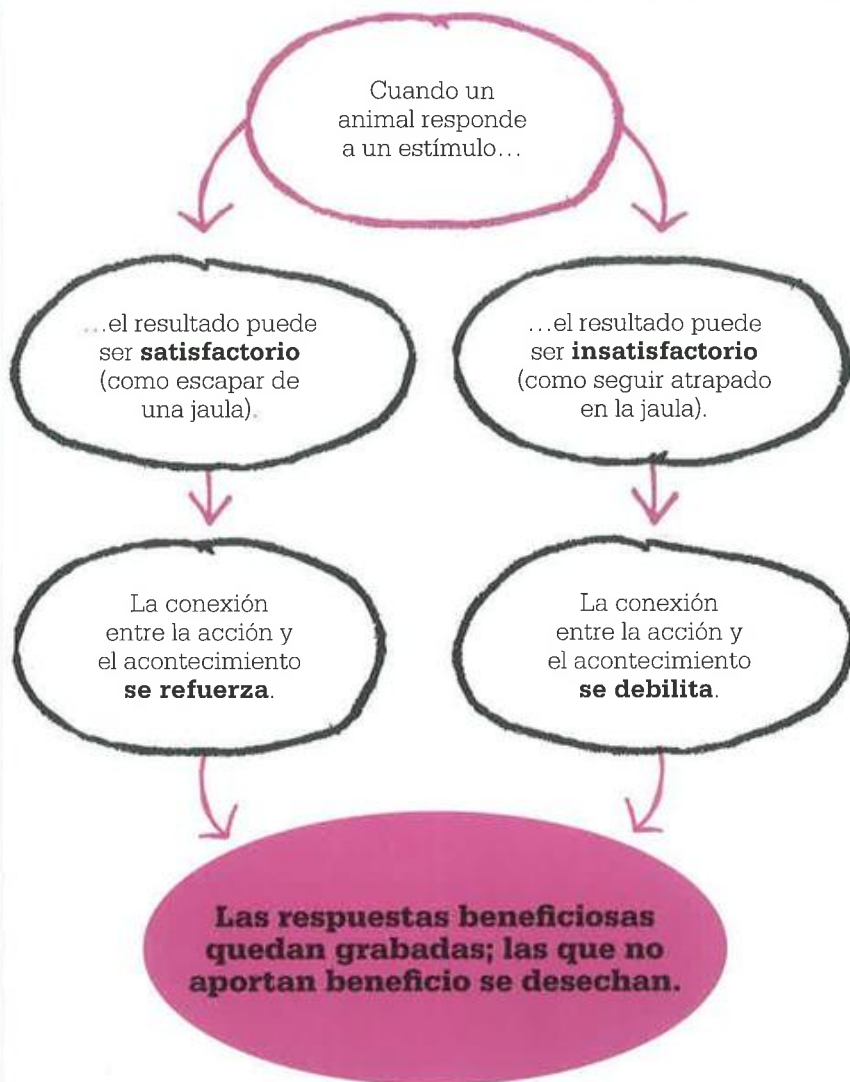 Cuando un
animal responde
a un estímulo...
...el resultado puede
ser satisfactorio
(como escapar de
una jaula).
...el resultado puede
ser insatisfactorio
(como seguir atrapado
en la jaula).
La conexión
entre la acción y
el acontecimiento
se refuerza.
La conexión
entre la acción y
el acontecimiento
se debilita.
Las respuestas beneficiosas
quedan grabadas; las que no
aportan beneficio se desechan.